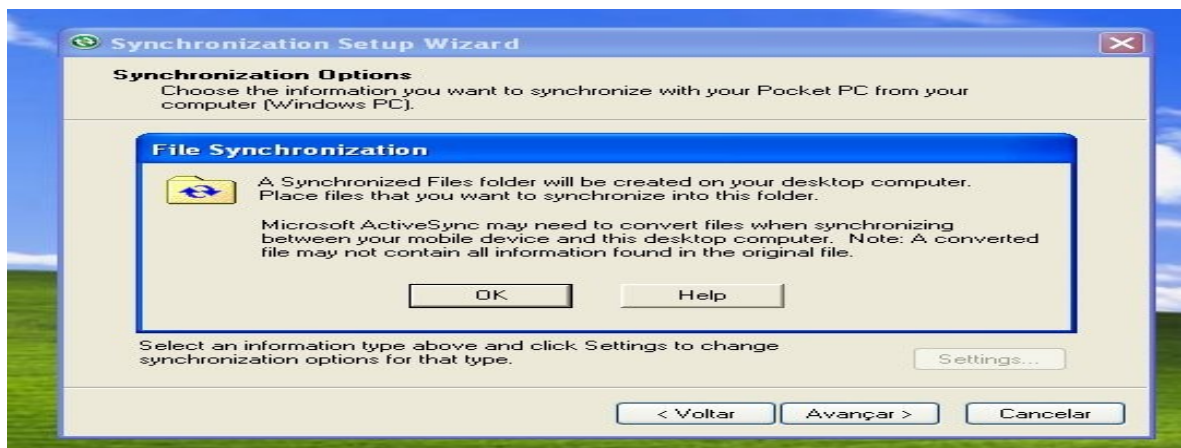 Synchronization Setup Wizard
Synchronization Options
Choose the information you want to synchronize with your Pocket PC from your
computer (Windows PC).
File Synchronization
A Synchronized Files folder will be created on your desktop computer.
Place files that you want to synchronize into this folder.
Microsoft ActiveSync may need to convert files when synchronizing
between your mobile device and this desktop computer.  Note: A converted
file may not contain all information found in the original file.
OK
Help
Select an information type above and click Settings to change
synchronization options for that type.
Settings...
< Voltar
Avançar >
Cancelar